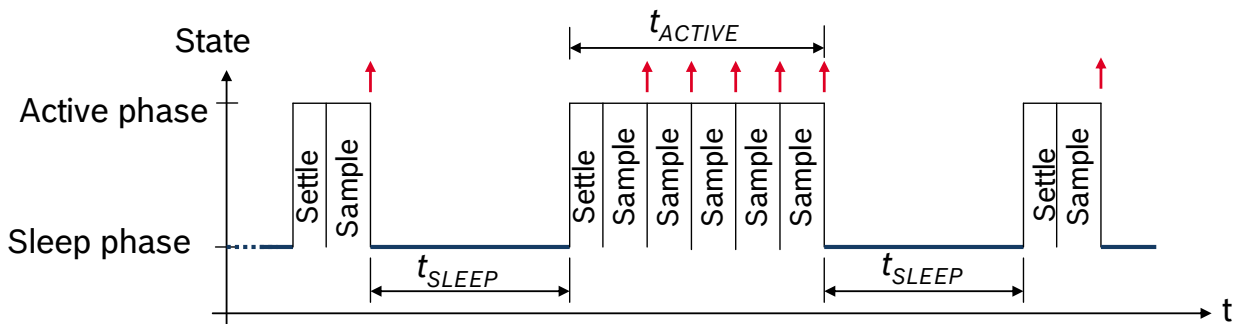 State
t_ACTIVE
Active phase
Settle
Sample
Settle
Sample
Sample
Sample
Sample
Sample
Settle
Sample
Sleep phase
t_SLEEP
t_SLEEP
t